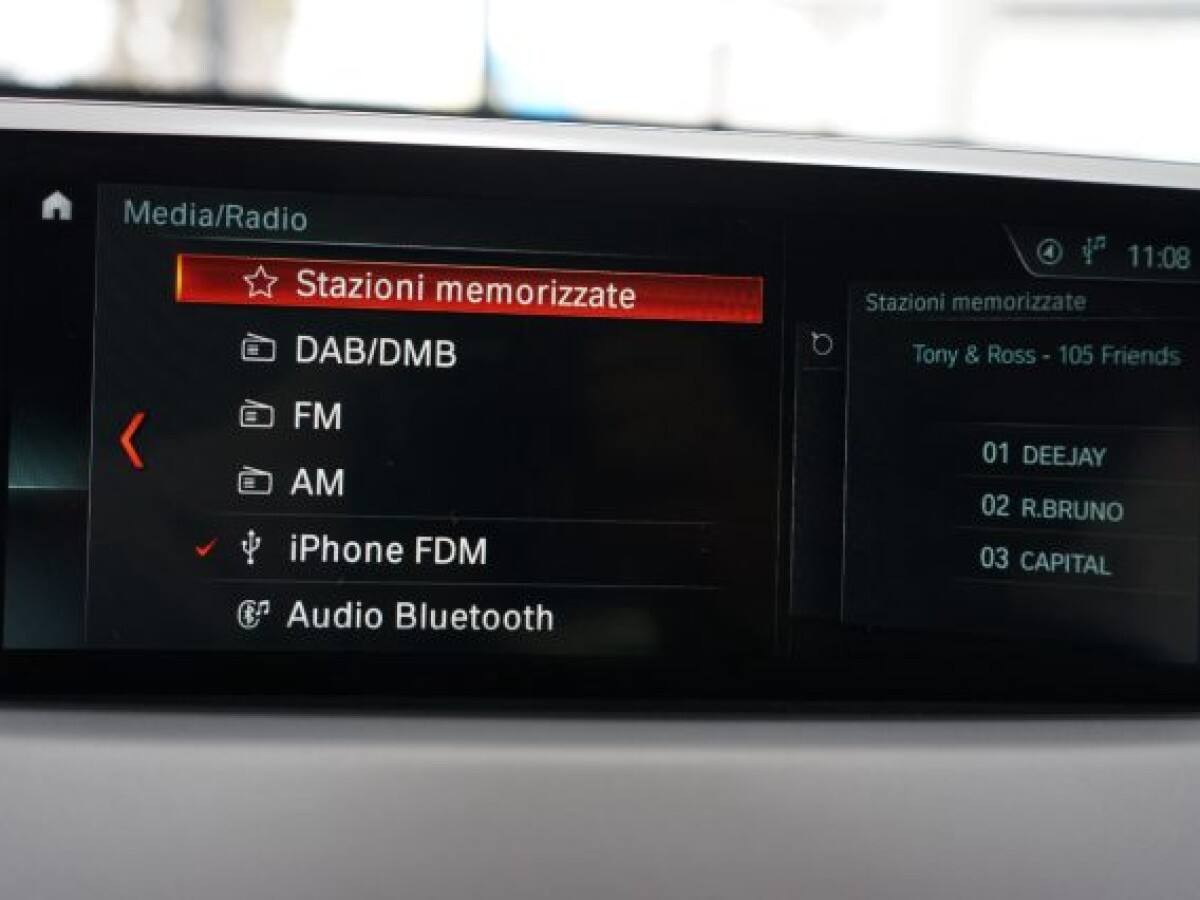 Media/Radio
Stazioni memorizzate
DAB/DMB
FM
AM
iPhone FDM
Audio Bluetooth
11:08
Stazioni memorizzate
Tony & Ross - 105 Friends
01 DEEJAY
02 R.BRUNO
03 CAPITAL